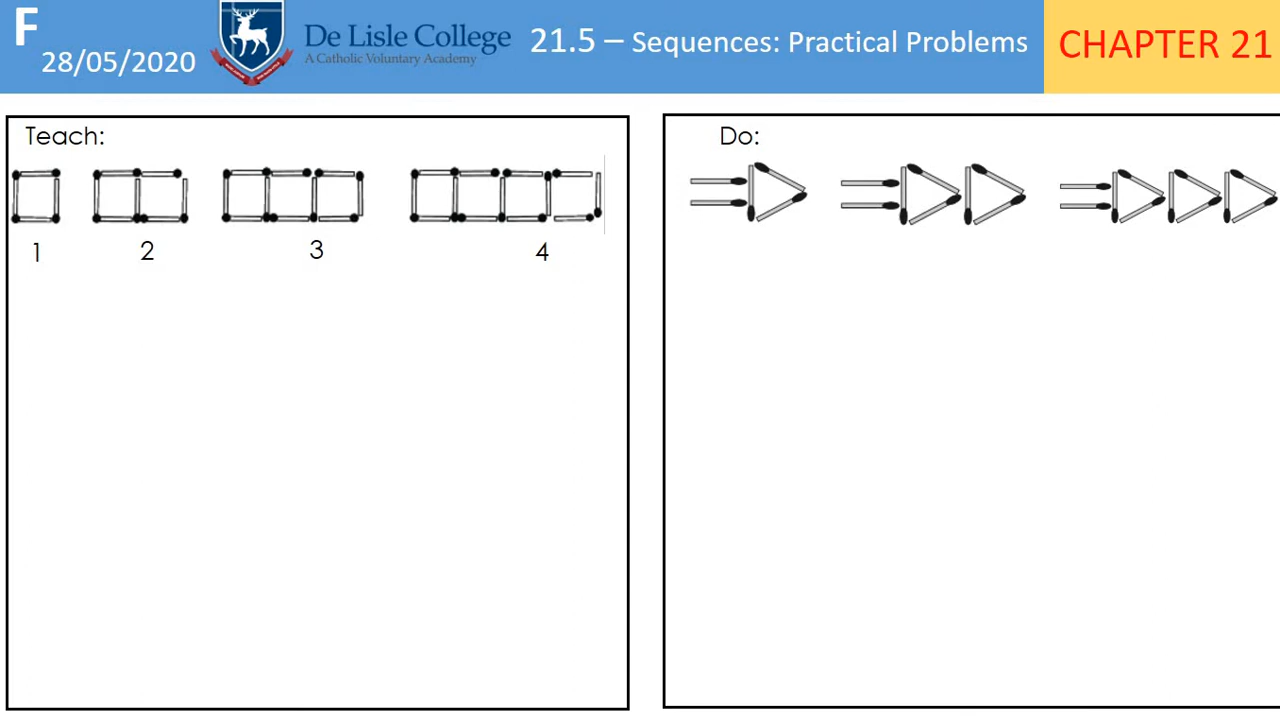 F
28/05/2020
De Lisle College
A Catholic Voluntary Academy
21.5 – Sequences: Practical Problems
CHAPTER 21
Teach:
1 2 3 4
Do: